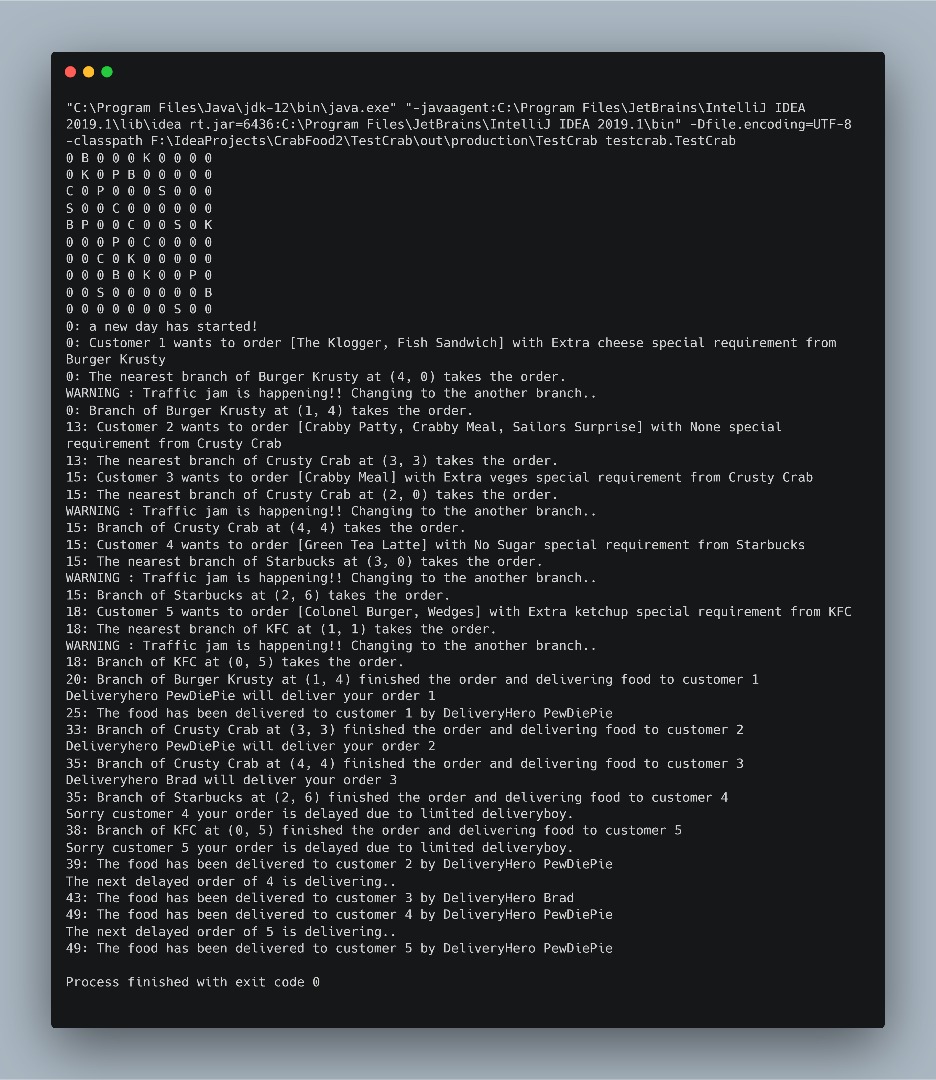 "C:\Program Files\Java\jdk-12\bin\java.exe" "-javaagent:C:\Program Files\JetBrains\IntelliJ IDEA
2019.1\lib\idea rt.jar=6436:C:\Program Files\JetBrains\IntelliJ IDEA 2019.1\bin" -Dfile.encoding=UTF-8
-classpath F:\IdeaProjects\CrabFood2\TestCrab\out\production\TestCrab testcrab.TestCrab
0 B 0 0 0 K 0 0 0 0
0 K 0 P B 0 0 0 0 0
C 0 P 0 0 0 S 0 0 0
S 0 0 C 0 0 0 0 0 0
B P 0 0 C 0 0 S 0 K
0 0 0 P 0 C 0 0 0 0
0 0 C 0 K 0 0 0 0 0
0 0 0 B 0 K 0 0 P 0
0 0 S 0 0 0 0 0 0 B
0 0 0 0 0 0 0 S 0 0
0: a new day has started!
0: Customer 1 wants to order [The Klogger, Fish Sandwich] with Extra cheese special requirement from
Burger Krusty
0: The nearest branch of Burger Krusty at (4, 0) takes the order.
WARNING : Traffic jam is happening!! Changing to the another branch..
0: Branch of Burger Krusty at (1, 4) takes the order.
13: Customer 2 wants to order [Crabby Patty, Crabby Meal, Sailors Surprise] with None special
requirement from Crusty Crab
13: The nearest branch of Crusty Crab at (3, 3) takes the order.
15: Customer 3 wants to order [Crabby Meal] with Extra veges special requirement from Crusty Crab
15: The nearest branch of Crusty Crab at (2, 0) takes the order.
WARNING : Traffic jam is happening!! Changing to the another branch..
15: Branch of Crusty Crab at (4, 4) takes the order.
15: Customer 4 wants to order [Green Tea Latte] with No Sugar special requirement from Starbucks
15: The nearest branch of Starbucks at (3, 0) takes the order.
WARNING : Traffic jam is happening!! Changing to the another branch..
15: Branch of Starbucks at (2, 6) takes the order.
18: Customer 5 wants to order [Colonel Burger, Wedges] with Extra ketchup special requirement from KFC
18: The nearest branch of KFC at (1, 1) takes the order.
WARNING : Traffic jam is happening!! Changing to the another branch..
18: Branch of KFC at (0, 5) takes the order.
20: Branch of Burger Krusty at (1, 4) finished the order and delivering food to customer 1
Deliveryhero PewDiePie will deliver your order 1
25: The food has been delivered to customer 1 by DeliveryHero PewDiePie
33: Branch of Crusty Crab at (3, 3) finished the order and delivering food to customer 2
Deliveryhero PewDiePie will deliver your order 2
35: Branch of Crusty Crab at (4, 4) finished the order and delivering food to customer 3
Deliveryhero Brad will deliver your order 3
35: Branch of Starbucks at (2, 6) finished the order and delivering food to customer 4
Sorry customer 4 your order is delayed due to limited deliveryboy.
38: Branch of KFC at (0, 5) finished the order and delivering food to customer 5
Sorry customer 5 your order is delayed due to limited deliveryboy.
39: The food has been delivered to customer 2 by DeliveryHero PewDiePie
The next delayed order of 4 is delivering..
43: The food has been delivered to customer 3 by DeliveryHero Brad
49: The food has been delivered to customer 4 by DeliveryHero PewDiePie
The next delayed order of 5 is delivering..
49: The food has been delivered to customer 5 by DeliveryHero PewDiePie
Process finished with exit code 0